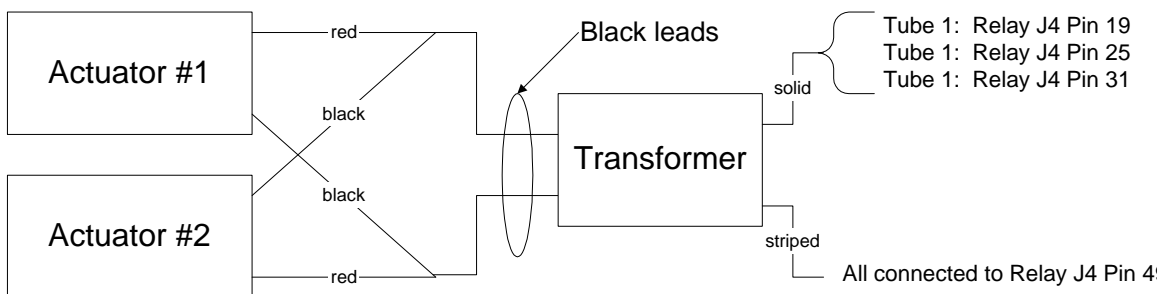 red
Black leads
Tube 1: Relay J4 Pin 19
Tube 1: Relay J4 Pin 25
Tube 1: Relay J4 Pin 31
Actuator #1
solid
black
Transformer
black
Actuator #2
striped
red
All connected to Relay J4 Pin